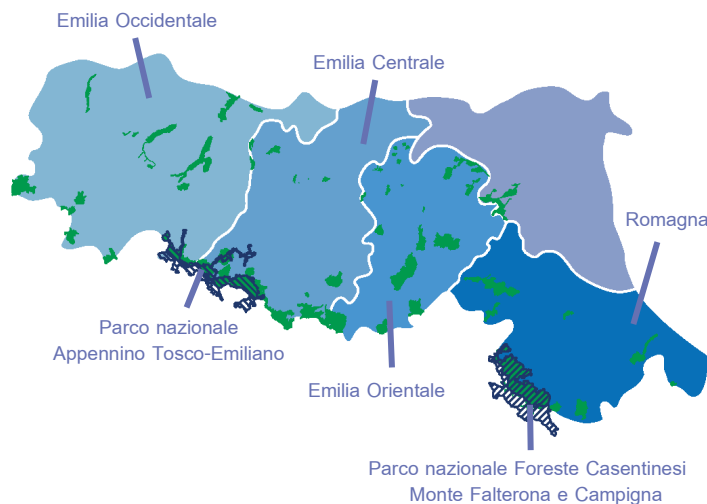 Emilia Occidentale
Emilia Centrale
Romagna
Parco nazionale
Appennino Tosco-Emiliano
Emilia Orientale
Parco nazionale Foreste Casentinesi
Monte Falterona e Campigna